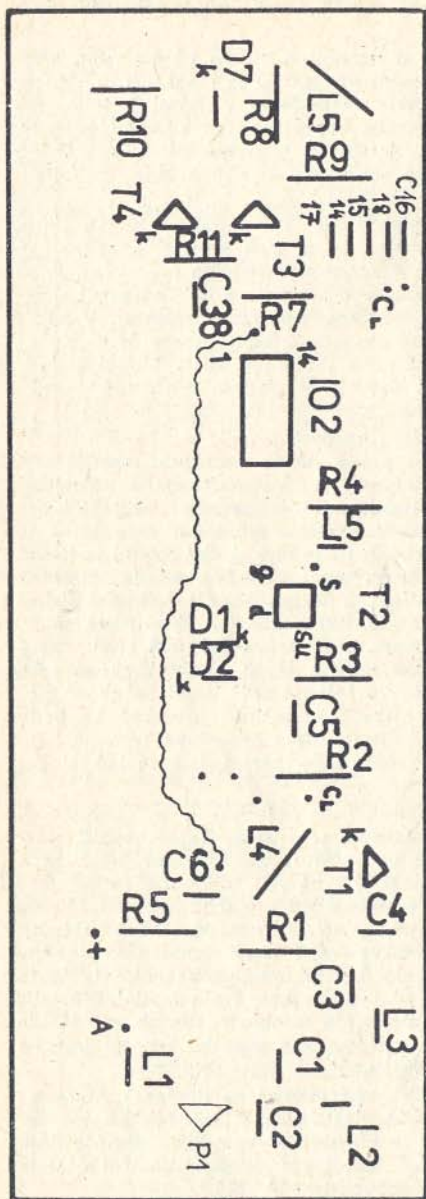 D7
k
R8
L5
R10
R9
T4
k
k
R11
T3
C16
18
15
14
17
C38
R7
CL
1
14
IO2
R4
L5
s
g
d
su
T2
D1
k
D2
k
R3
C5
R2
CL
L4
C6
k
T1
C4
R5
R1
+
C3
L3
A
L1
C1
C2
L2
P1